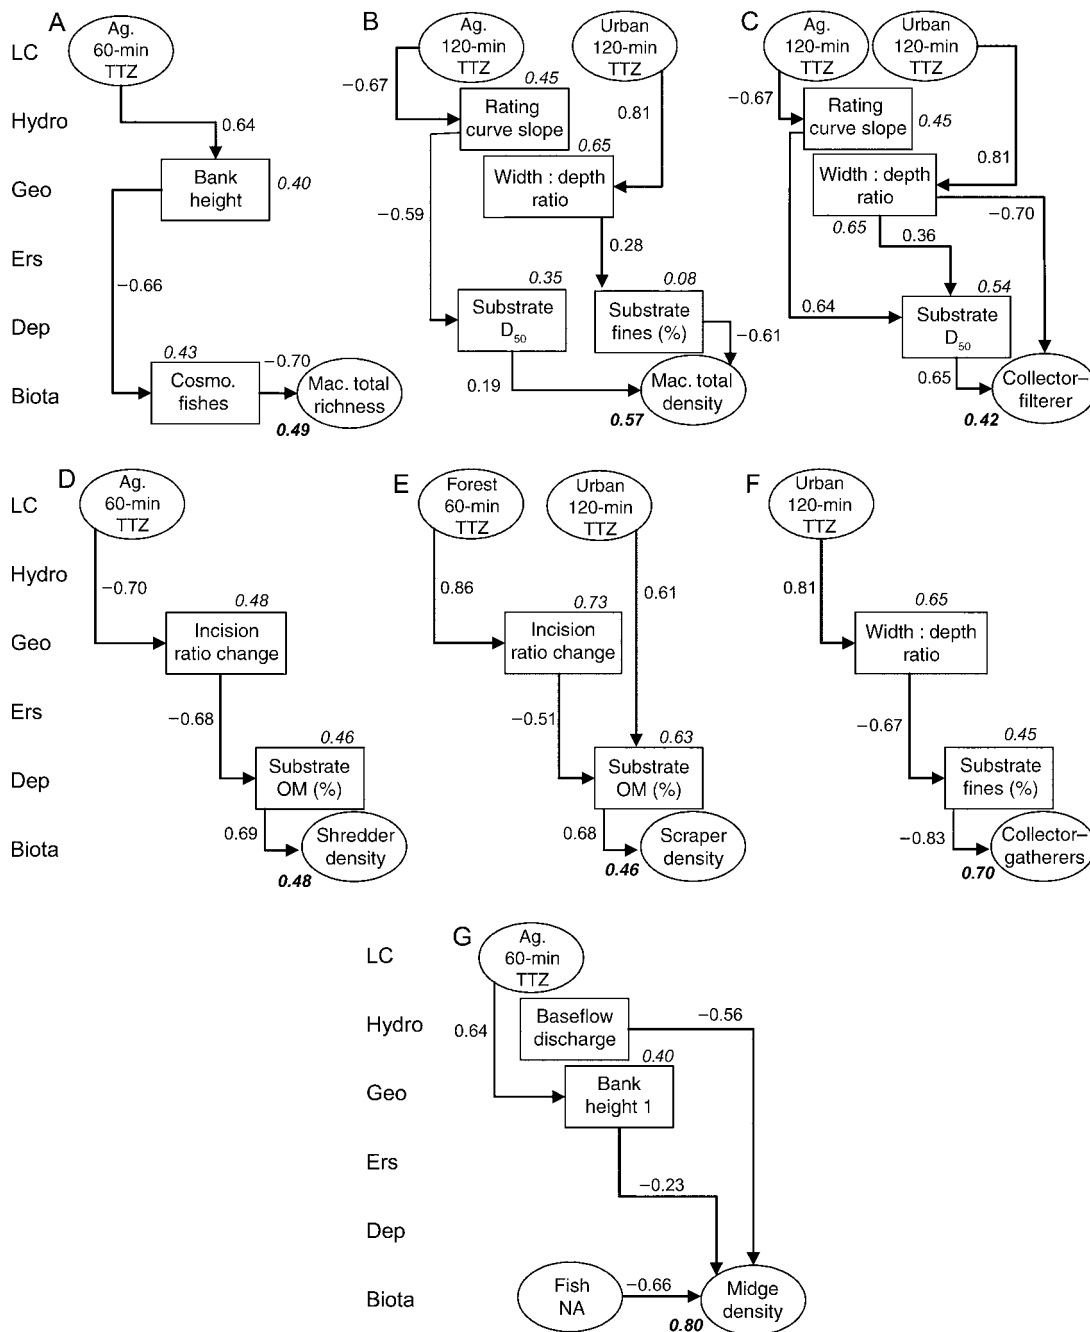 A
LC
Ag.
60-min
TTZ
Hydro
0.64
Geo
Bank
height
0.40
Ers
−0.66
Dep
Biota
0.43
Cosmo.
fishes
−0.70
Mac. total
richness
0.49
B
Ag.
120-min
TTZ
Urban
120-min
TTZ
−0.67
0.45
Rating
curve slope
0.81
0.65
Width : depth
ratio
−0.59
0.28
0.35
Substrate
D50
0.08
Substrate
fines (%)
−0.61
0.19
Mac. total
density
0.57
C
Ag.
120-min
TTZ
Urban
120-min
TTZ
−0.67
Rating
curve slope
0.45
0.81
Width : depth
ratio
0.65
−0.70
0.36
0.64
0.54
Substrate
D50
0.65
Collector–
filterer
0.42
D
LC
Ag.
60-min
TTZ
Hydro
−0.70
0.48
Geo
Incision
ratio change
Ers
−0.68
0.46
Dep
Substrate
OM (%)
Biota
0.69
Shredder
density
0.48
E
Forest
60-min
TTZ
Urban
120-min
TTZ
0.86
0.61
0.73
Incision
ratio change
−0.51
0.63
Substrate
OM (%)
0.68
Scraper
density
0.46
F
Urban
120-min
TTZ
0.81
0.65
Width : depth
ratio
−0.67
0.45
Substrate
fines (%)
−0.83
Collector–
gatherers
0.70
G
LC
Ag.
60-min
TTZ
Hydro
0.64
Baseflow
discharge
−0.56
0.40
Geo
Bank
height 1
Ers
−0.23
Dep
Biota
Fish
NA
−0.66
Midge
density
0.80